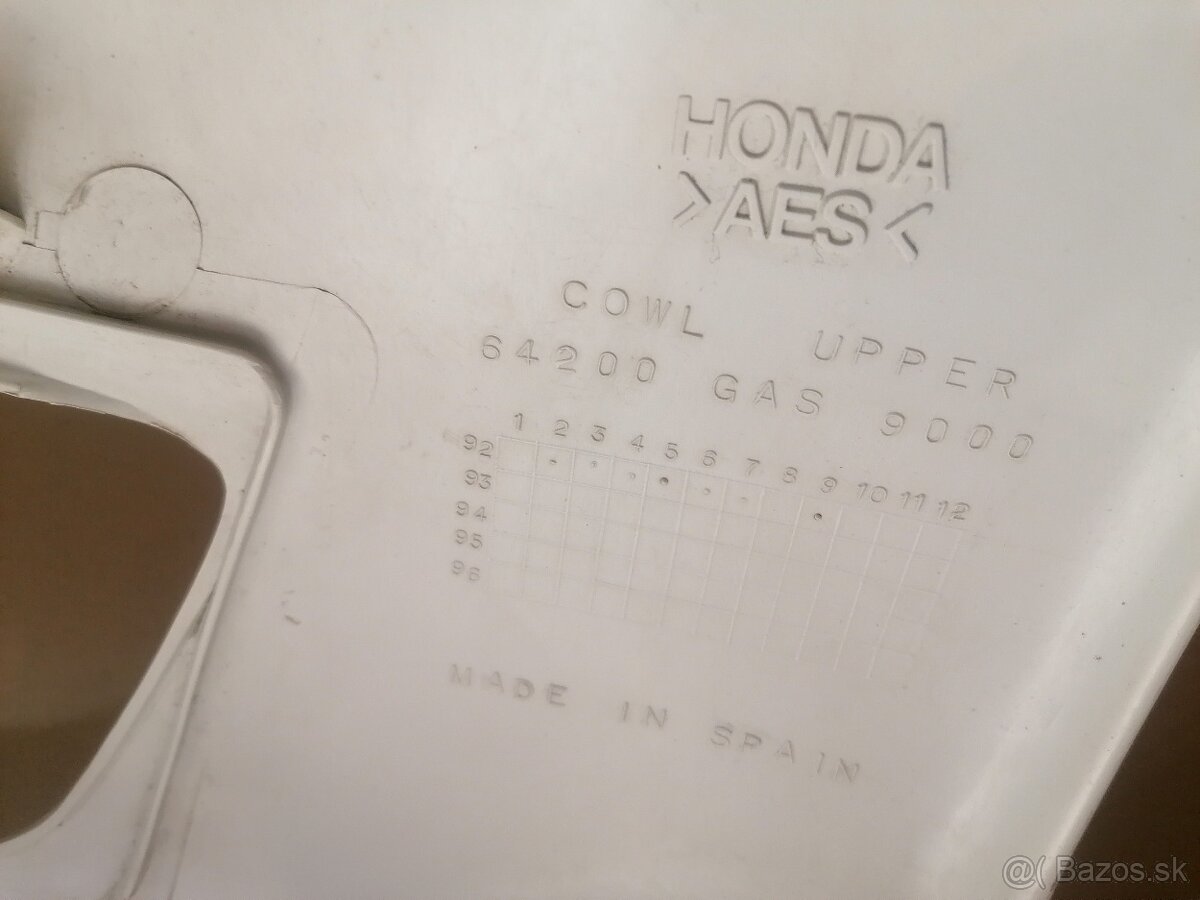 HONDA
>AES<
COWL UPPER
64200 GAS 9000
1 2 3 4 5 6 7 8 9 10 11 12
92
93
94
95
96
MADE IN SPAIN
@( Bazos.sk